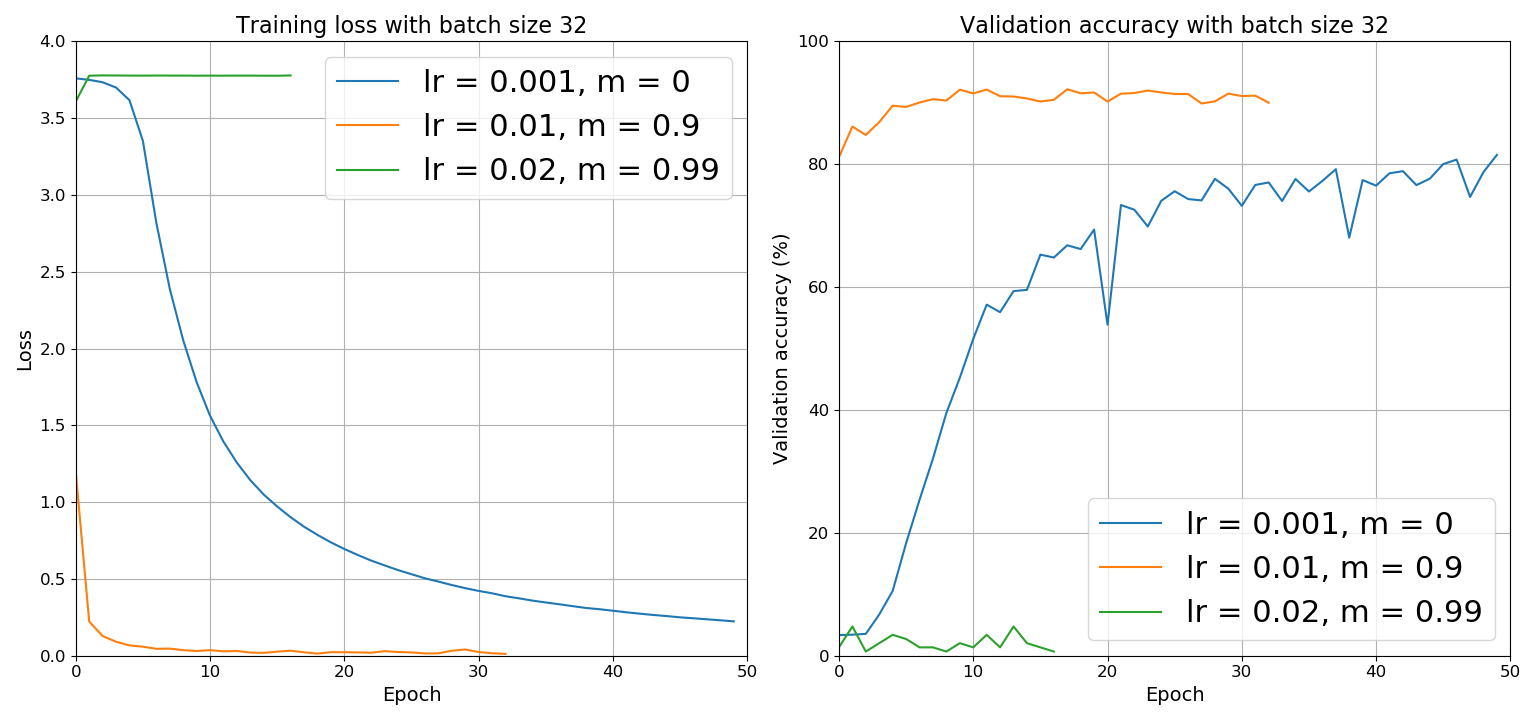 Training loss with batch size 32
4.0
3.5
3.0
2.5
2.0
1.5
1.0
0.5
0.0
Loss
lr = 0.001, m = 0
lr = 0.01, m = 0.9
lr = 0.02, m = 0.99
0 10 20 30 40 50
Epoch
Validation accuracy with batch size 32
100
80
60
40
20
0
Validation accuracy (%)
lr = 0.001, m = 0
lr = 0.01, m = 0.9
lr = 0.02, m = 0.99
0 10 20 30 40 50
Epoch